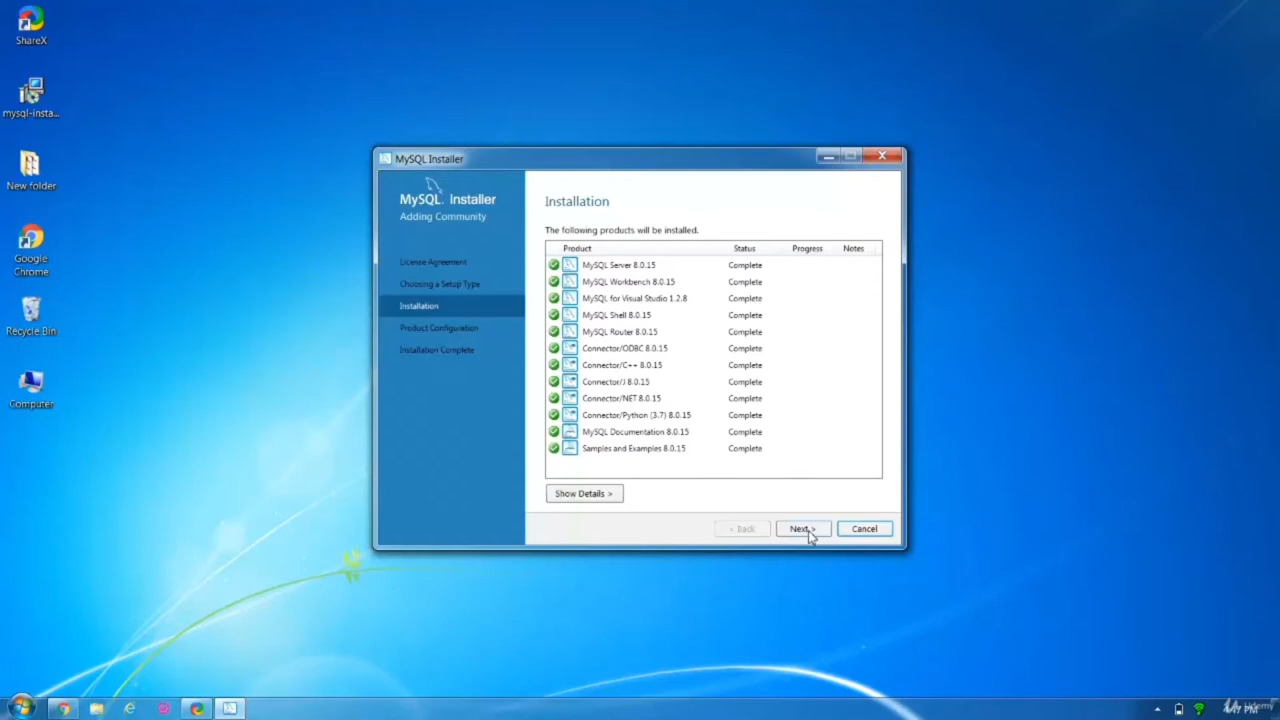 ShareX
mysql-insta...
New folder
Google
Chrome
Recycle Bin
Computer
MySQL Installer
MySQL. Installer
Adding Community
License Agreement
Choosing a Setup Type
Installation
Product Configuration
Installation Complete
Installation
The following products will be installed.
Product Status Progress Notes
MySQL Server 8.0.15 Complete
MySQL Workbench 8.0.15 Complete
MySQL for Visual Studio 1.2.8 Complete
MySQL Shell 8.0.15 Complete
MySQL Router 8.0.15 Complete
Connector/ODBC 8.0.15 Complete
Connector/C++ 8.0.15 Complete
Connector/J 8.0.15 Complete
Connector/NET 8.0.15 Complete
Connector/Python (3.7) 8.0.15 Complete
MySQL Documentation 8.0.15 Complete
Samples and Examples 8.0.15 Complete
Show Details >
< Back Next > Cancel
Udemy